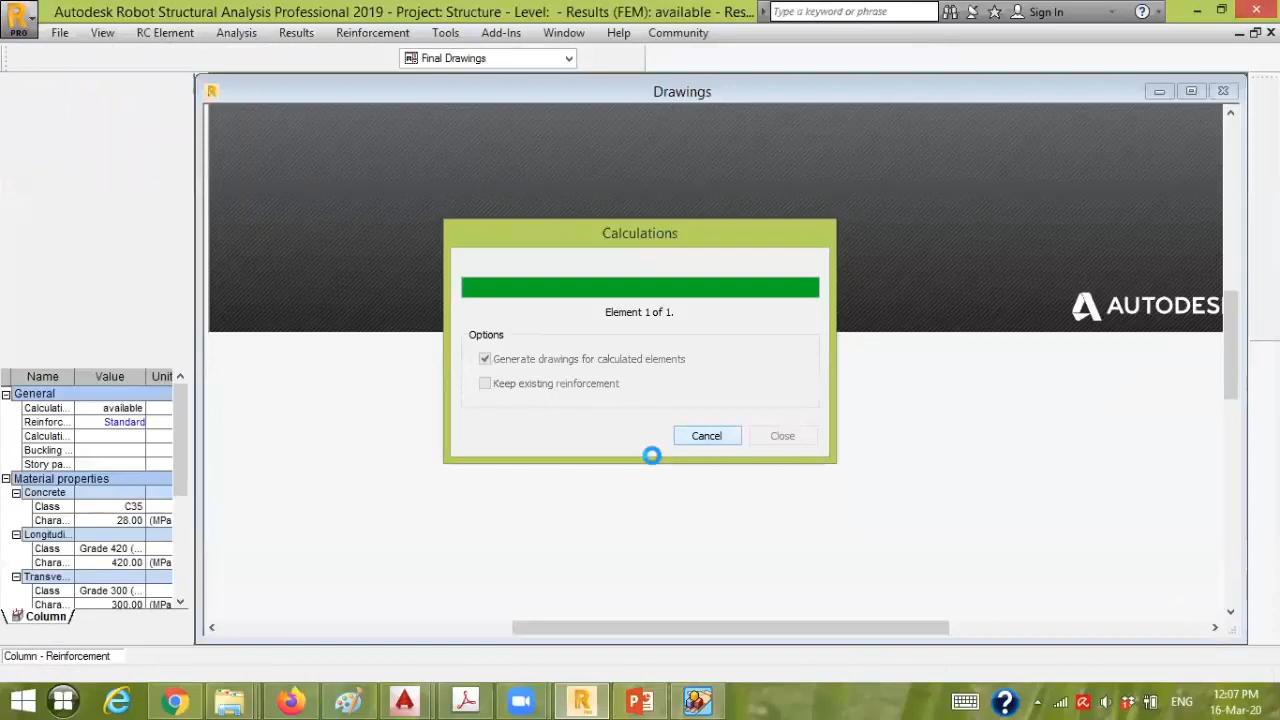 Autodesk Robot Structural Analysis Professional 2019 - Project: Structure - Level:  - Results (FEM): available - Res...
Type a keyword or phrase
Sign In
PRO
File View RC Element Analysis Results Reinforcement Tools Add-Ins Window Help Community
Final Drawings
Drawings
AUTODES
Calculations
Element 1 of 1.
Options
Generate drawings for calculated elements
Keep existing reinforcement
Cancel Close
Name Value Unit
General
Calculati... available
Reinforc... Standard
Calculati...
Buckling
Story pa...
Material properties
Concrete
Class C35
Chara... 28.00 (MPa
Longitudi...
Class Grade 420 (...
Chara... 420.00 (MPa
Transve...
Class Grade 300 (...
Chara... 300.00 (MPa
Column
Column - Reinforcement
ENG
12:07 PM
16-Mar-20